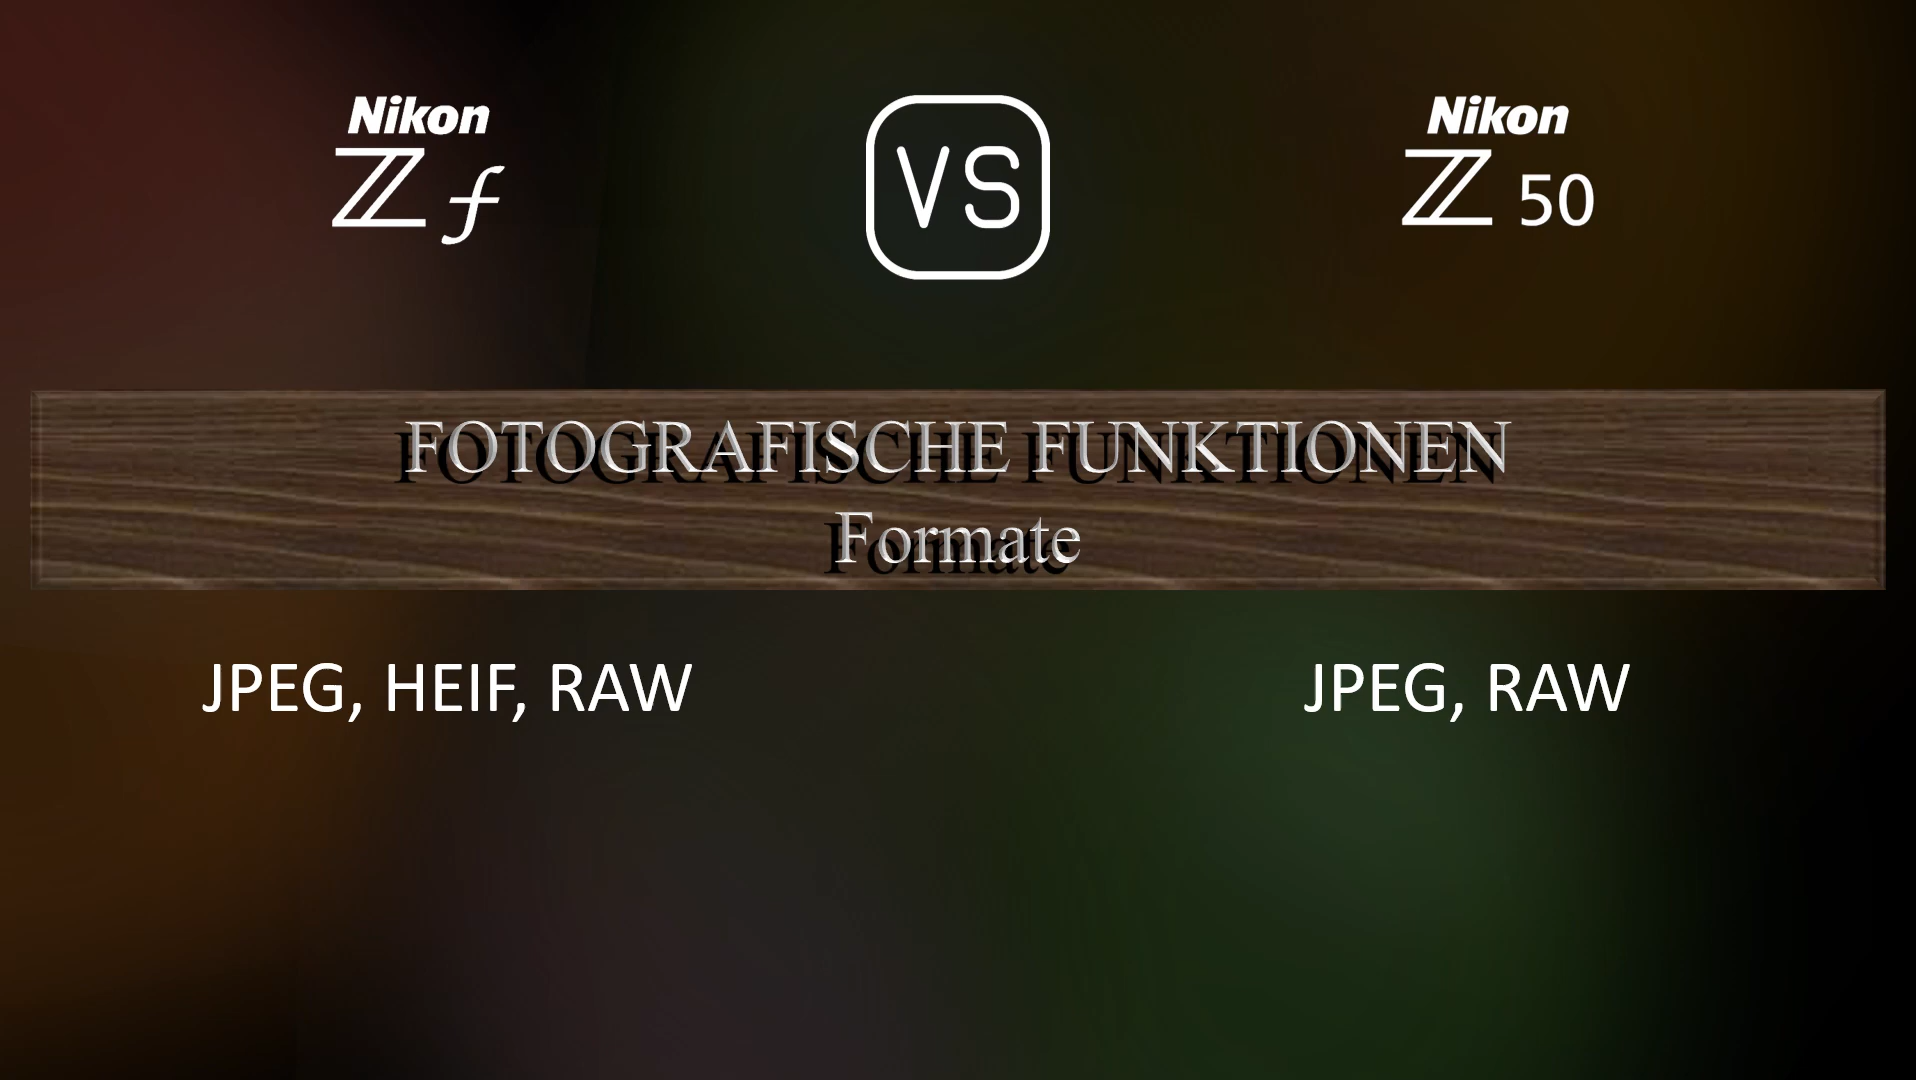 Nikon
Z f
VS
Nikon
Z 50
FOTOGRAFISCHE FUNKTIONEN
Formate
JPEG, HEIF, RAW
JPEG, RAW